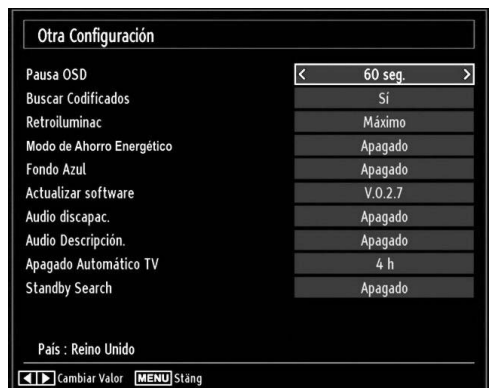 Otra Configuración
Pausa OSD < 60 seg. >
Buscar Codificados Sí
Retroiluminac Máximo
Modo de Ahorro Energético Apagado
Fondo Azul Apagado
Actualizar software V.0.2.7
Audio discapac. Apagado
Audio Descripción. Apagado
Apagado Automático TV 4 h
Standby Search Apagado
País : Reino Unido
Cambiar Valor MENU Stäng